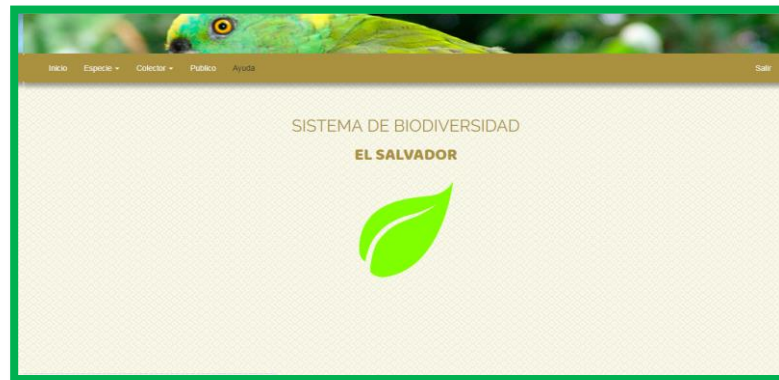 Inicio Especie Colector Publico Ayuda Salir
SISTEMA DE BIODIVERSIDAD
EL SALVADOR